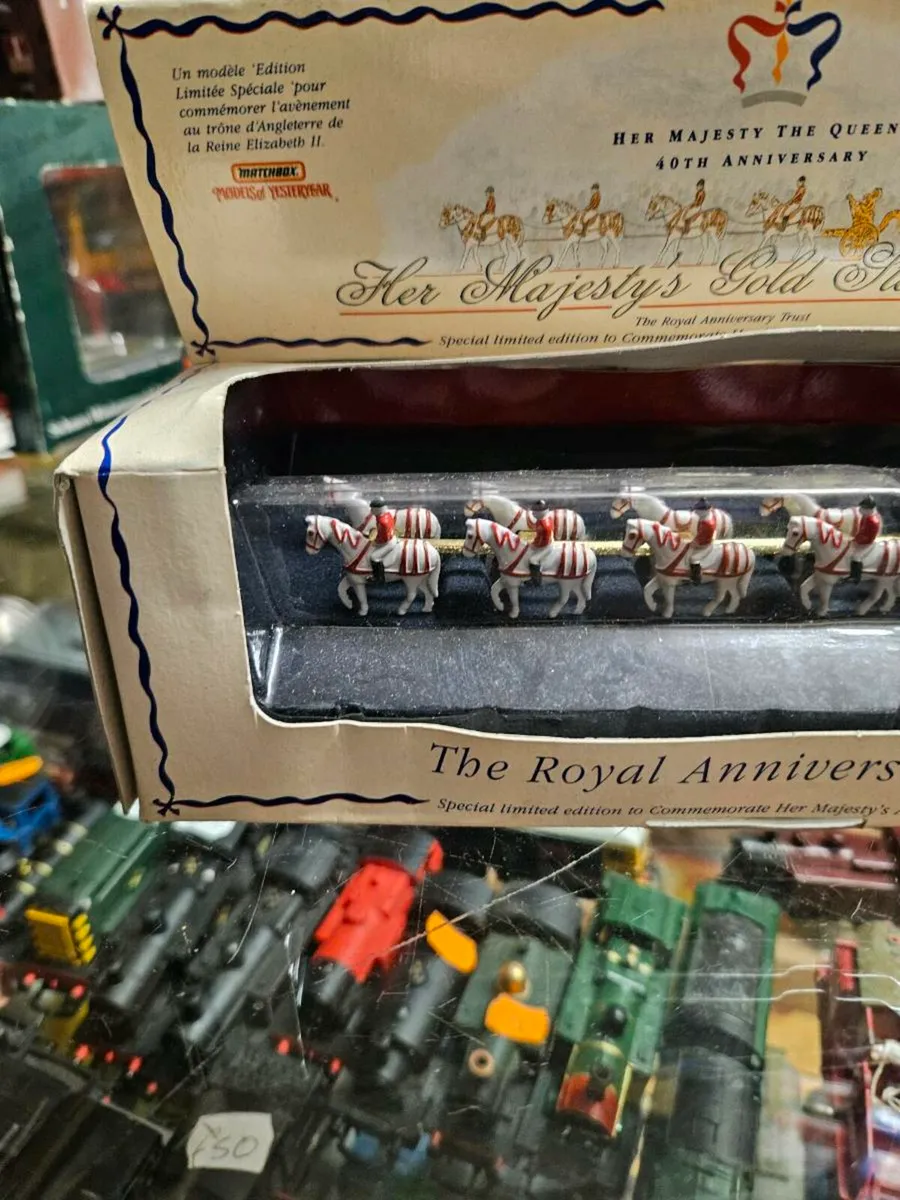 Un modèle 'Edition
Limitée Spéciale 'pour
commémorer l'avènement
au trône d'Angleterre de
la Reine Elizabeth II.
MATCHBOX
MODELS of YESTERYEAR
HER MAJESTY THE QUEEN
40TH ANNIVERSARY
Her Majesty's Gold
The Royal Anniversary Trust
Special limited edition to Commemorate
The Royal Annivers
Special limited edition to Commemorate Her Majesty's
£50